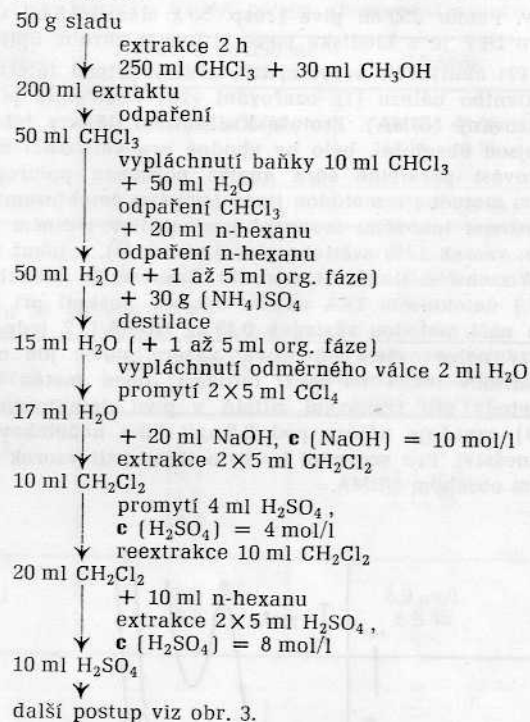 50 g sladu
extrakce 2 h
250 ml CHCl₃ + 30 ml CH₃OH
200 ml extraktu
odpaření
50 ml CHCl₃
vypláchnutí baňky 10 ml CHCl₃
+ 50 ml H₂O
odpaření CHCl₃
+ 20 ml n-hexanu
odpaření n-hexanu
50 ml H₂O (+ 1 až 5 ml org. fáze)
+ 30 g (NH₄)SO₄
destilace
15 ml H₂O (+ 1 až 5 ml org. fáze)
vypláchnutí odměrného válce 2 ml H₂O
promytí 2×5 ml CCl₄
17 ml H₂O
+ 20 ml NaOH, c (NaOH) = 10 mol/l
extrakce 2×5 ml CH₂Cl₂
10 ml CH₂Cl₂
promytí 4 ml H₂SO₄,
c (H₂SO₄) = 4 mol/l
reextrakce 10 ml CH₂Cl₂
20 ml CH₂Cl₂
+ 10 ml n-hexanu
extrakce 2×5 ml H₂SO₄,
c (H₂SO₄) = 8 mol/l
10 ml H₂SO₄
další postup viz obr. 3.